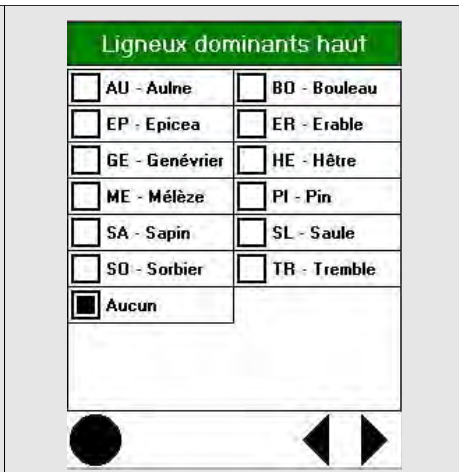 Ligneux dominants haut
AU - Aulne
BO - Bouleau
EP - Epicea
ER - Erable
GE - Genévrier
HE - Hêtre
ME - Mélèze
PI - Pin
SA - Sapin
SL - Saule
SO - Sorbier
TR - Tremble
Aucun